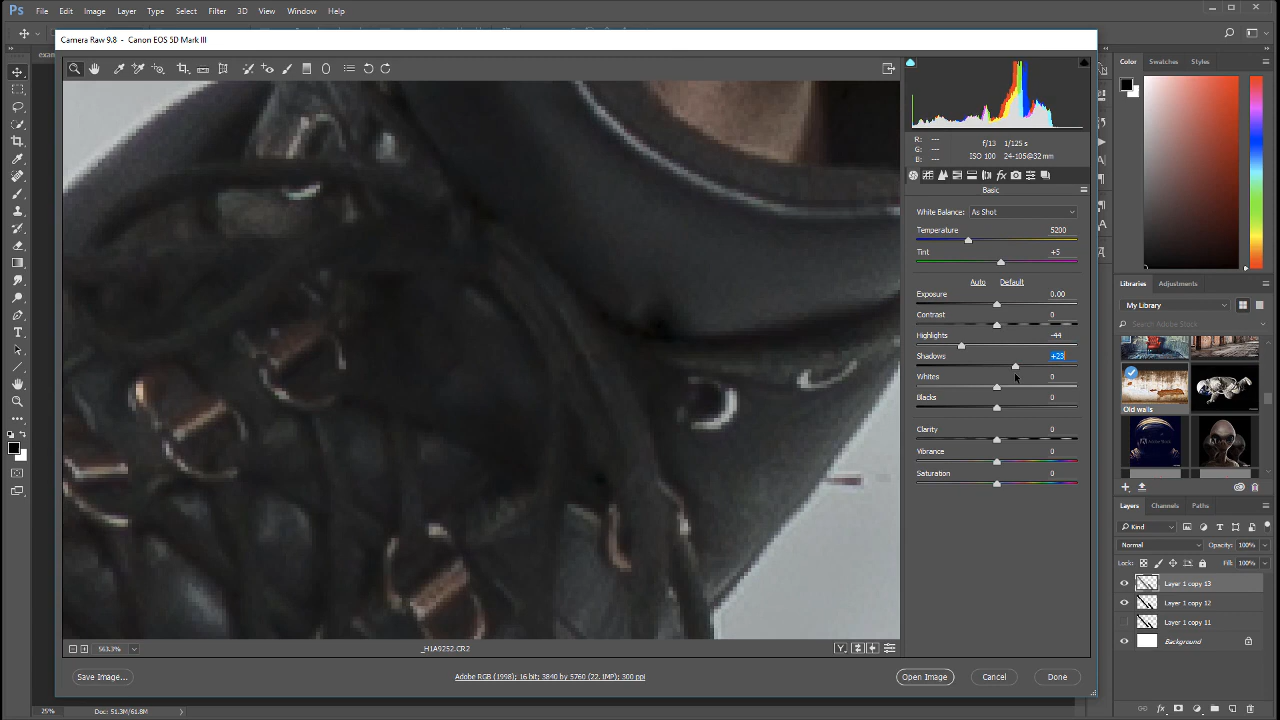 Ps File Edit Image Layer Type Select Filter 3D View Window Help
Camera Raw 9.8 - Canon EOS 5D Mark III
R: ---
G: ---
B: ---
f/13 1/125 s
ISO 100 24-105@32 mm
fx
Basic
White Balance: As Shot
Temperature 5200
Tint +5
Auto Default
Exposure 0.00
Contrast 0
Highlights -44
Shadows +23
Whites 0
Blacks 0
Clarity 0
Vibrance 0
Saturation 0
563.3%
_H1A9252.CR2
Y
Save Image...
Adobe RGB (1998); 16 bit; 3840 by 5760 (22.1MP); 300 ppi
Open Image Cancel Done
25% Doc: 51.3M/61.8M
Color Swatches Styles
Libraries Adjustments
My Library
Search Adobe Stock
Old walls
Layers Channels Paths
Kind
Normal Opacity: 100%
Lock: Fill: 100%
Layer 1 copy 13
Layer 1 copy 12
Layer 1 copy 11
Background
fx